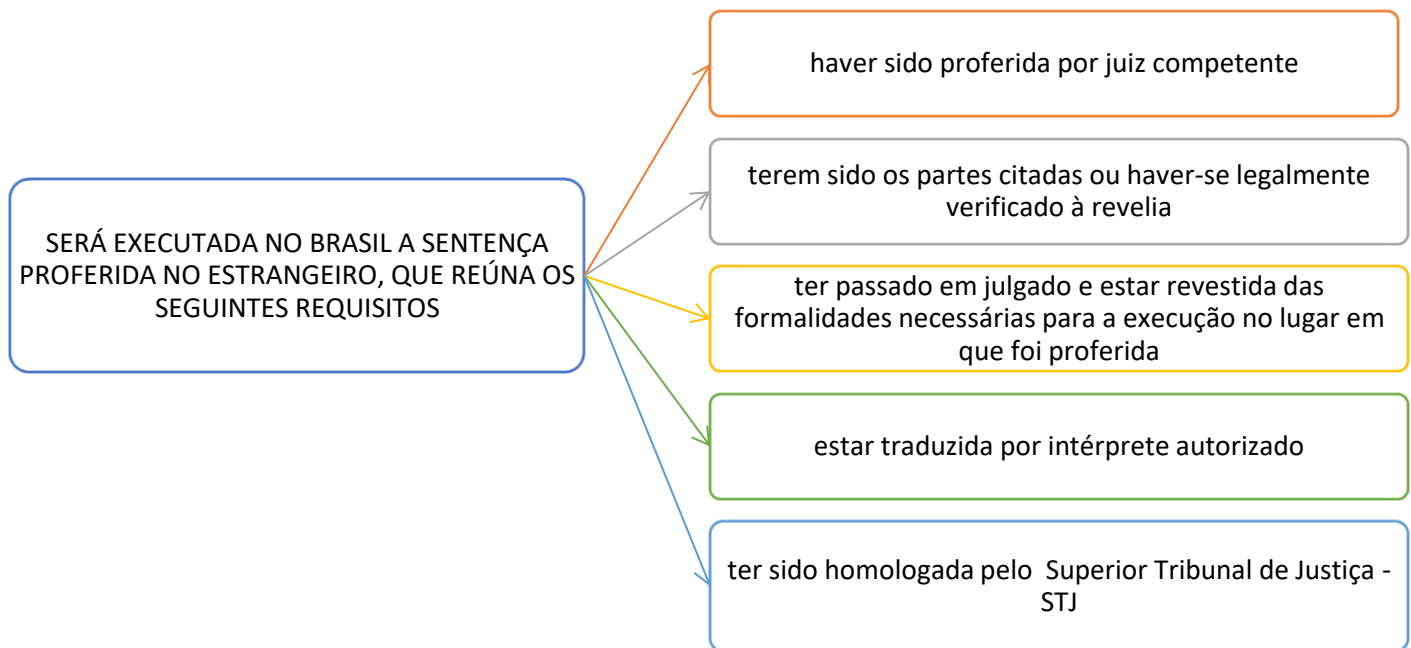 SERÁ EXECUTADA NO BRASIL A SENTENÇA
PROFERIDA NO ESTRANGEIRO, QUE REÚNA OS
SEGUINTES REQUISITOS
haver sido proferida por juiz competente
terem sido os partes citadas ou haver-se legalmente
verificado à revelia
ter passado em julgado e estar revestida das
formalidades necessárias para a execução no lugar em
que foi proferida
estar traduzida por intérprete autorizado
ter sido homologada pelo  Superior Tribunal de Justiça -
STJ